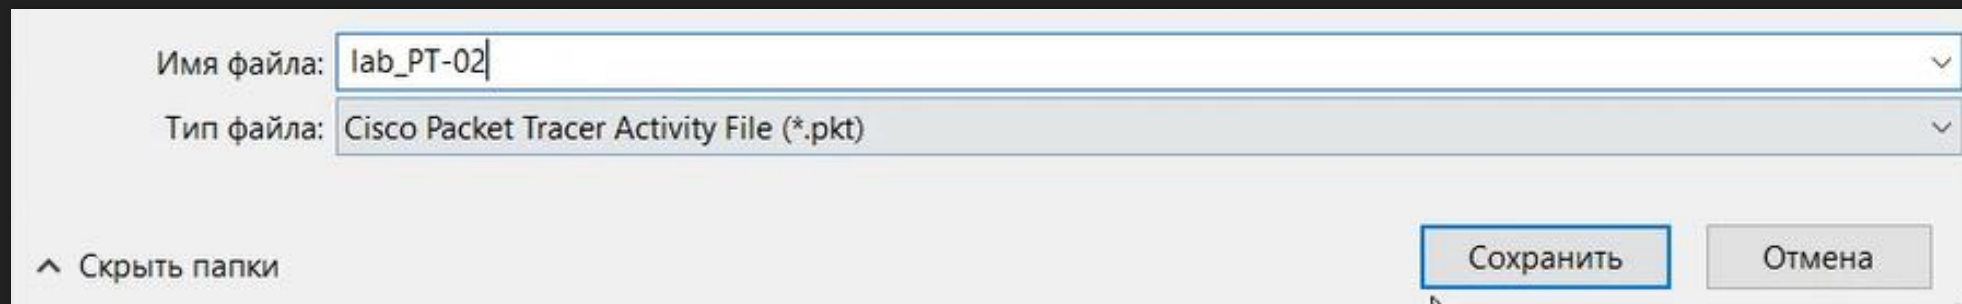 Имя файла: lab_PT-02
Тип файла: Cisco Packet Tracer Activity File (*.pkt)
Скрыть папки Сохранить Отмена